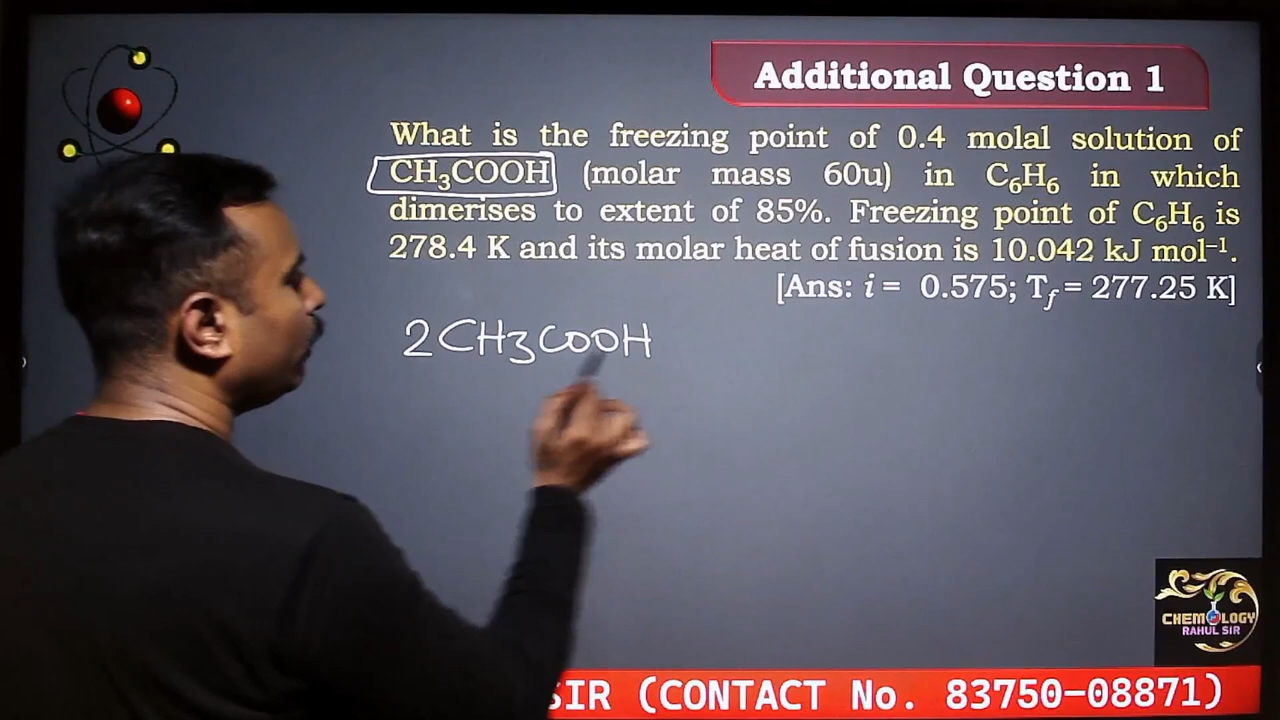 Additional Question 1
What is the freezing point of 0.4 molal solution of
CH₃COOH (molar mass 60u) in C₆H₆ in which
dimerises to extent of 85%. Freezing point of C₆H₆ is
278.4 K and its molar heat of fusion is 10.042 kJ mol⁻¹.
[Ans: i = 0.575; T_f = 277.25 K]
2CH3COOH
CHEMOLOGY
RAHUL SIR
SIR (CONTACT No. 83750-08871)